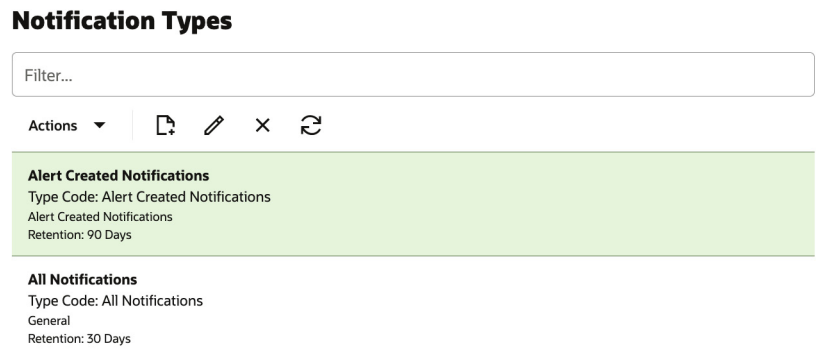 Notification Types
Filter...
Actions
Alert Created Notifications
Type Code: Alert Created Notifications
Alert Created Notifications
Retention: 90 Days
All Notifications
Type Code: All Notifications
General
Retention: 30 Days